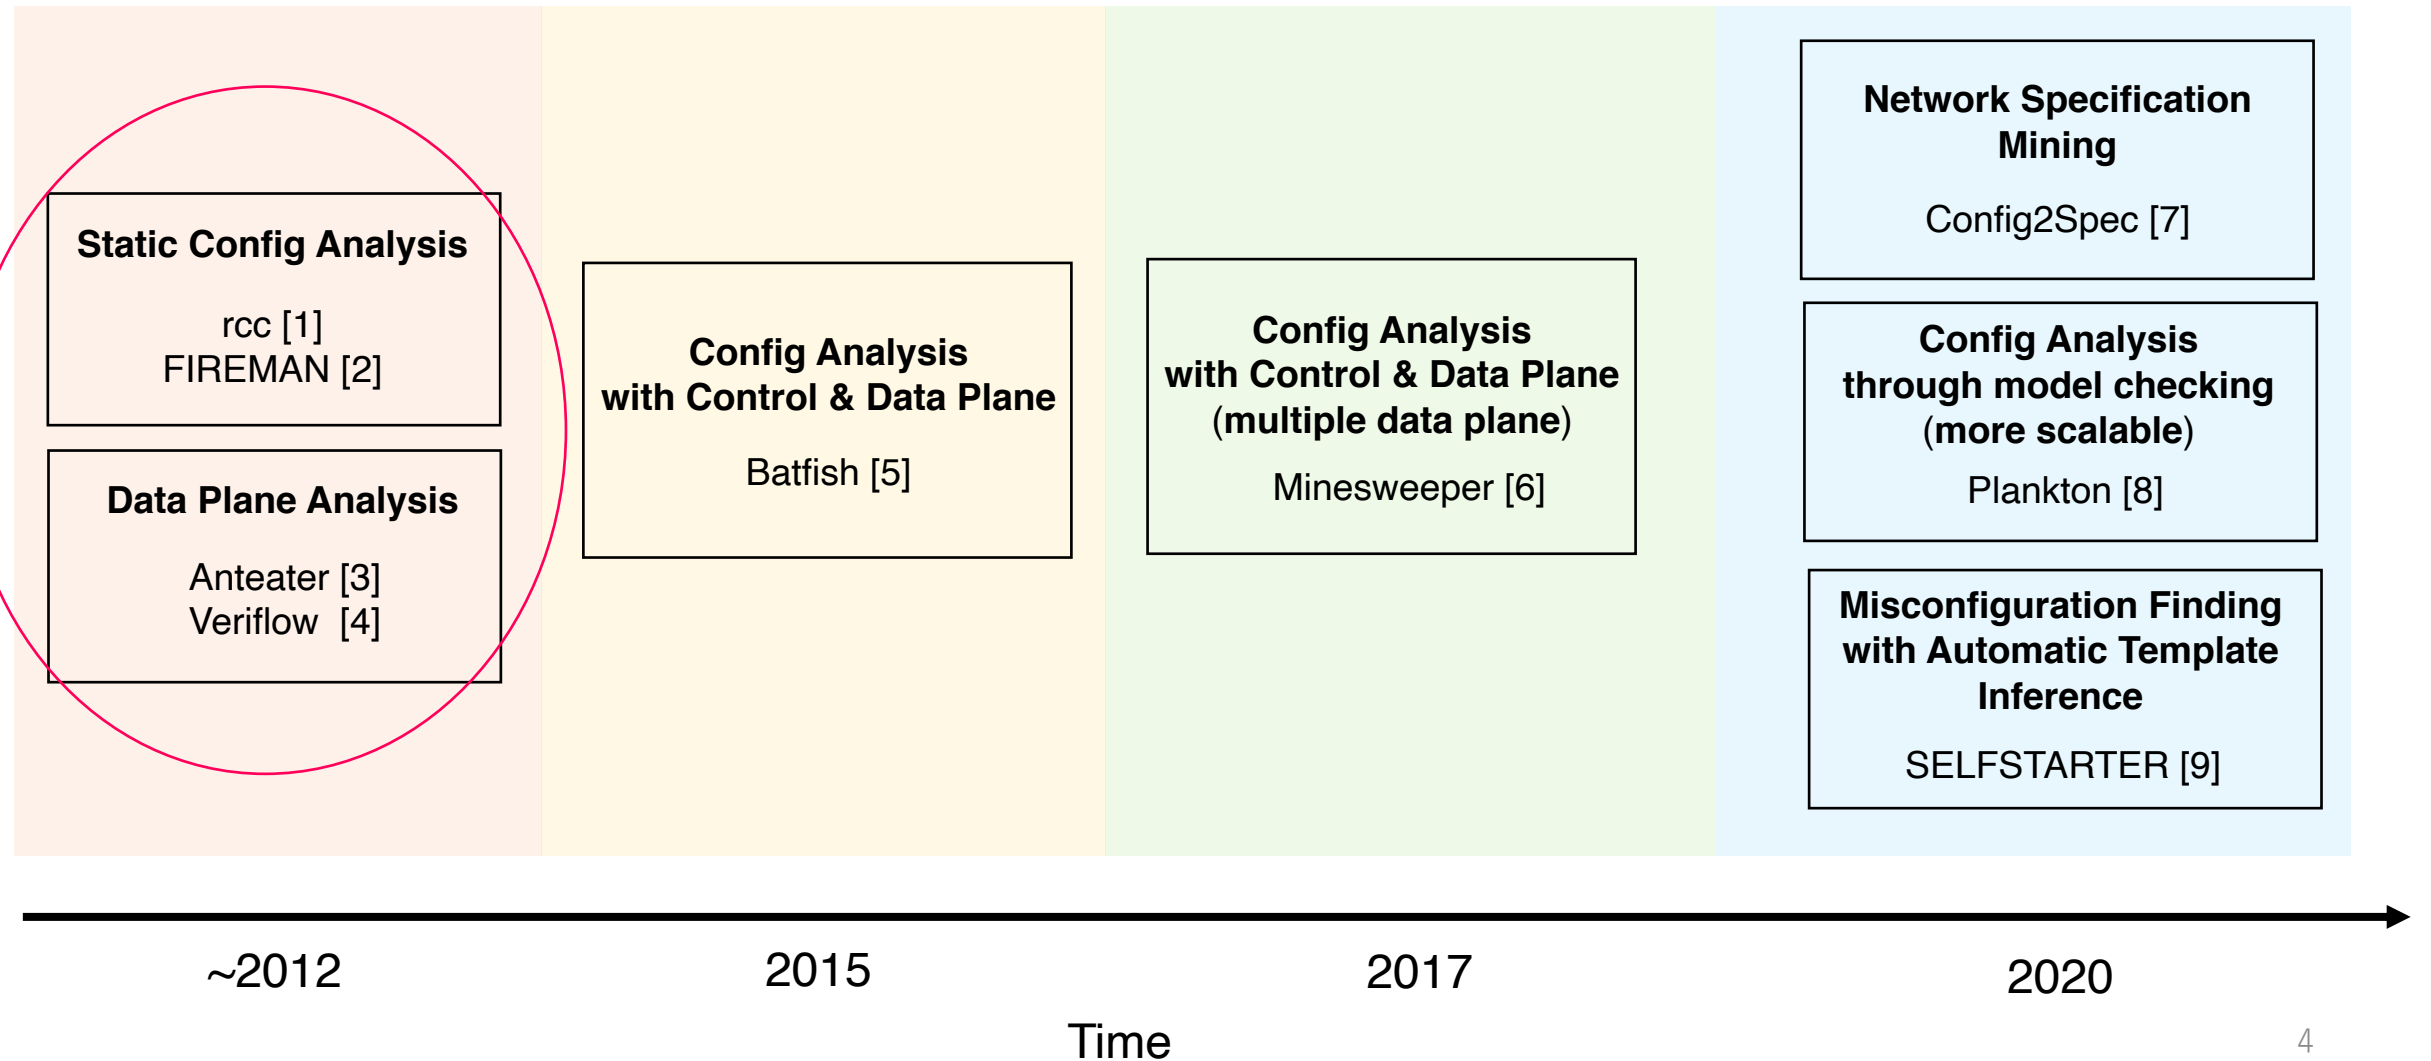 Static Config Analysis
rcc [1]
FIREMAN [2]
Data Plane Analysis
Anteater [3]
Veriflow [4]
Config Analysis
with Control & Data Plane
Batfish [5]
Config Analysis
with Control & Data Plane
(multiple data plane)
Minesweeper [6]
Network Specification
Mining
Config2Spec [7]
Config Analysis
through model checking
(more scalable)
Plankton [8]
Misconfiguration Finding
with Automatic Template
Inference
SELFSTARTER [9]
~2012
2015
2017
2020
Time
4